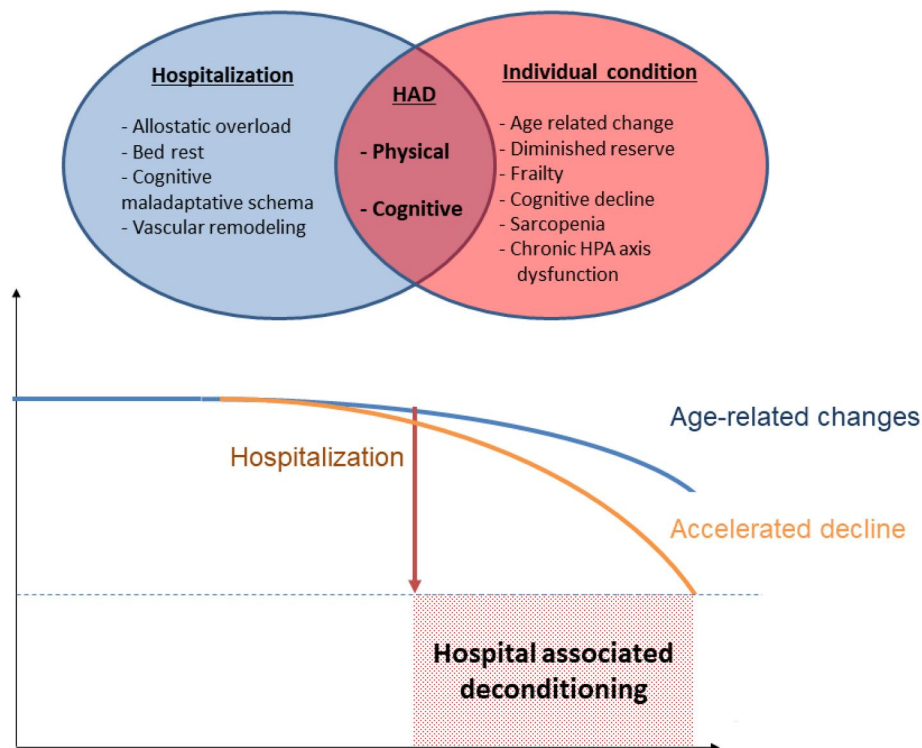 Hospitalization
- Allostatic overload
- Bed rest
- Cognitive
maladaptative schema
- Vascular remodeling
HAD
- Physical
- Cognitive
Individual condition
- Age related change
- Diminished reserve
- Frailty
- Cognitive decline
- Sarcopenia
- Chronic HPA axis
dysfunction
Age-related changes
Hospitalization
Accelerated decline
Hospital associated
deconditioning